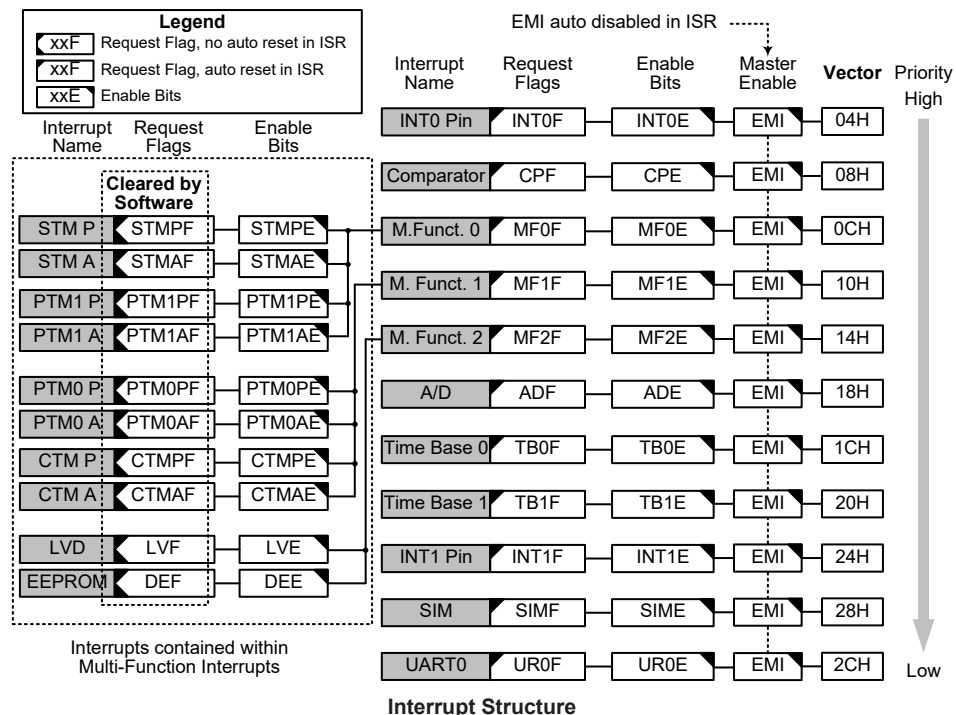 Legend
xxF Request Flag, no auto reset in ISR
xxF Request Flag, auto reset in ISR
xxE Enable Bits
EMI auto disabled in ISR
Interrupt Name Request Flags Enable Bits
Cleared by Software
STM P STMPF STMPE
STM A STMAF STMAE
PTM1 P PTM1PF PTM1PE
PTM1 A PTM1AF PTM1AE
PTM0 P PTM0PF PTM0PE
PTM0 A PTM0AF PTM0AE
CTM P CTMPF CTMPE
CTM A CTMAF CTMAE
LVD LVF LVE
EEPROM DEF DEE
Interrupts contained within
Multi-Function Interrupts
Interrupt Name Request Flags Enable Bits Master Enable Vector Priority
High
INT0 Pin INT0F INT0E EMI 04H
Comparator CPF CPE EMI 08H
M.Funct. 0 MF0F MF0E EMI 0CH
M. Funct. 1 MF1F MF1E EMI 10H
M. Funct. 2 MF2F MF2E EMI 14H
A/D ADF ADE EMI 18H
Time Base 0 TB0F TB0E EMI 1CH
Time Base 1 TB1F TB1E EMI 20H
INT1 Pin INT1F INT1E EMI 24H
SIM SIMF SIME EMI 28H
UART0 UR0F UR0E EMI 2CH
Low
Interrupt Structure